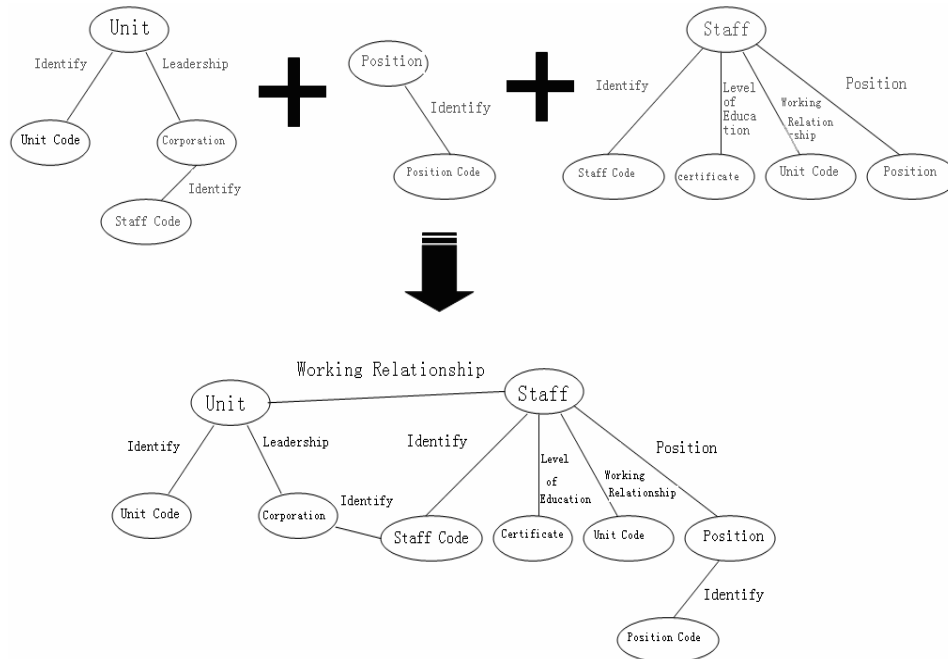 Unit
Identify
Leadership
Unit Code
Corporation
Identify
Staff Code
Position
Identify
Position Code
Staff
Identify
Level
of
Educa
tion
Working
Relation
-ship
Position
Staff Code
certificate
Unit Code
Position
Working Relationship
Unit
Staff
Identify
Leadership
Identify
Level
of
Education
Working
Relationship
Position
Unit Code
Corporation
Identify
Staff Code
Certificate
Unit Code
Position
Identify
Position Code